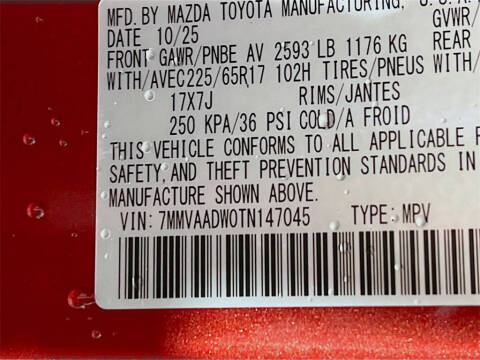 MFD. BY MAZDA TOYOTA MANUFACTURING, U.S.A.
DATE 10/25 GVWR/
FRONT GAWR/PNBE AV 2593 LB 1176 KG REAR
WITH/AVEC 225/65R17 102H TIRES/PNEUS WITH/
17X7J RIMS/JANTES
250 KPA/36 PSI COLD/A FROID
THIS VEHICLE CONFORMS TO ALL APPLICABLE
SAFETY, AND THEFT PREVENTION STANDARDS IN
MANUFACTURE SHOWN ABOVE.
VIN: 7MMVAADW0TN147045 TYPE: MPV